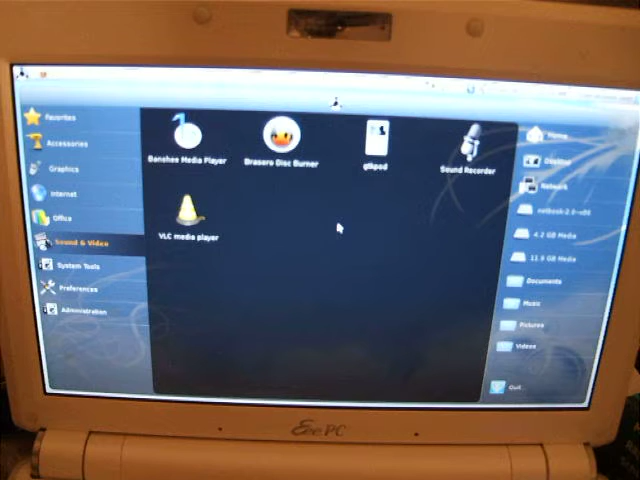 Favorites
Accessories
Graphics
Internet
Office
Sound & Video
System Tools
Preferences
Administration
Banshee Media Player
Brasero Disc Burner
gtkpod
Sound Recorder
VLC media player
Home
Desktop
Network
netbook-2.0-x86
4.2 GB Media
11.9 GB Media
Documents
Music
Pictures
Videos
Quit
Eee PC